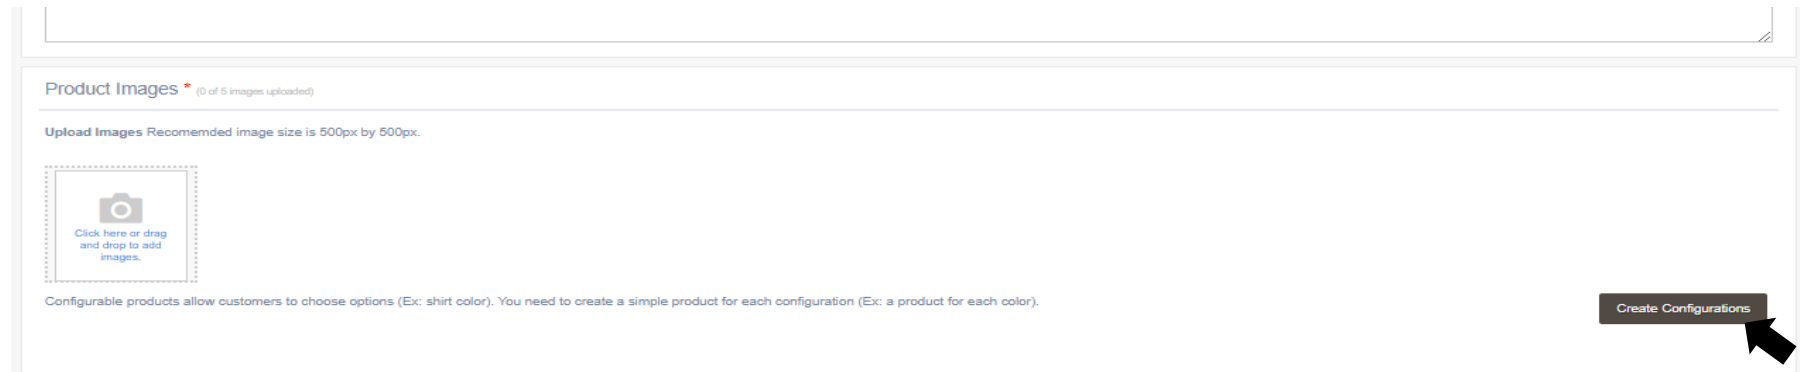 Product Images * (0 of 5 images uploaded)
Upload Images Recomemded image size is 500px by 500px.
Click here or drag
and drop to add
images.
Configurable products allow customers to choose options (Ex: shirt color). You need to create a simple product for each configuration (Ex: a product for each color).
Create Configurations